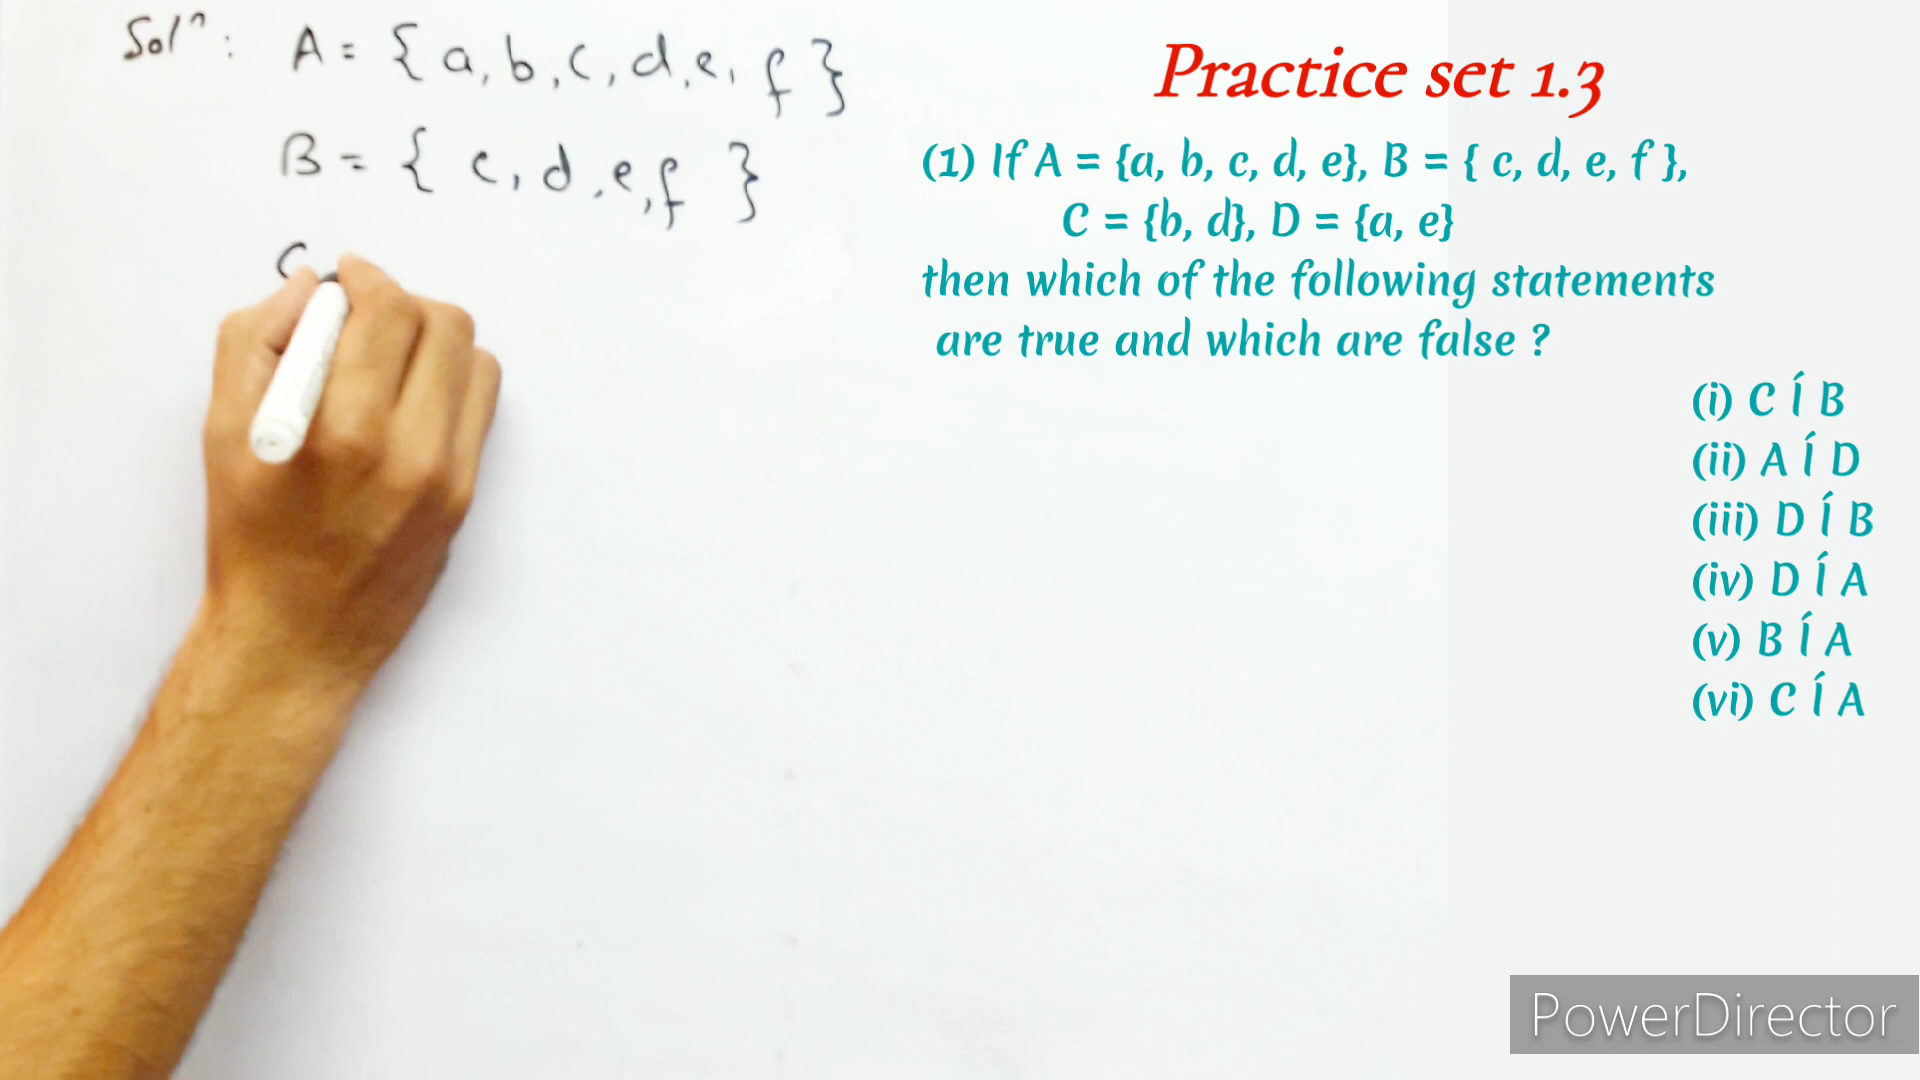 Solⁿ: A = { a, b, c, d, e, f }
B = { c, d, e, f }
C
Practice set 1.3
(1) If A = {a, b, c, d, e}, B = { c, d, e, f },
C = {b, d}, D = {a, e}
then which of the following statements
are true and which are false ?
(i) C Í B
(ii) A Í D
(iii) D Í B
(iv) D Í A
(v) B Í A
(vi) C Í A
PowerDirector